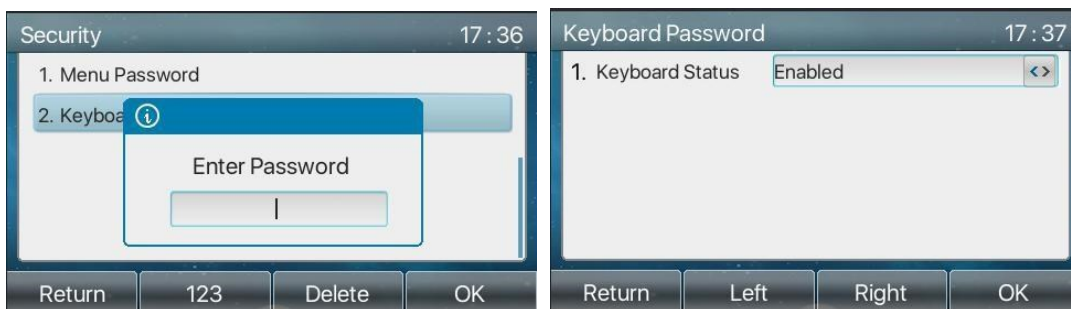 Security 17:36
1. Menu Password
2. Keyboa
Enter Password
Return 123 Delete OK
Keyboard Password 17:37
1. Keyboard Status Enabled <>
Return Left Right OK